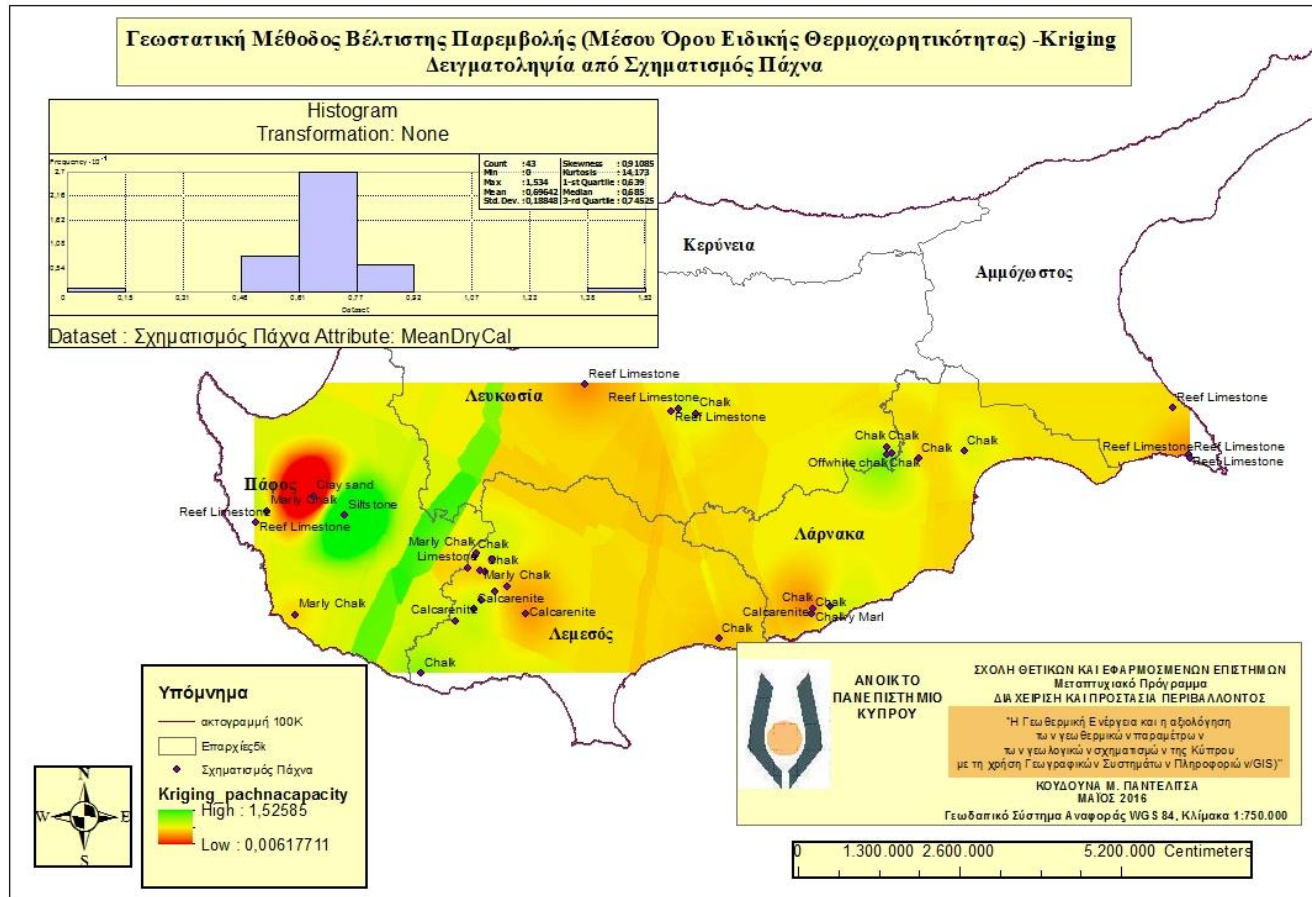 Γεωστατική Μέθοδος Βέλτιστης Παρεμβολής (Μέσου Όρου Ειδικής Θερμοχωρητικότητας) -Kriging
Δειγματοληψία από Σχηματισμός Πάχνα
Histogram
Transformation: None
Frequency · 10⁻¹
Count : 43 Skewness : 0,91085
Min : 0 Kurtosis : 14,173
Max : 1,534 1-st Quartile : 0,639
Mean : 0,69642 Median : 0,685
Std. Dev. : 0,18848 3-rd Quartile : 0,74525
2,7
2,16
1,62
1,08
0,54
0 0,15 0,31 0,46 0,61 0,77 0,92 1,07 1,23 1,38 1,53
Dataset
Dataset : Σχηματισμός Πάχνα Attribute: MeanDryCal
Κερύνεια
Αμμόχωστος
Λευκωσία
Reef Limestone
Reef Limestone
Chalk
Reef Limestone
Reef Limestone
Chalk Chalk
Chalk
Chalk
Offwhite chalk Chalk
Reef Limestone Reef Limestone
Reef Limestone
Πάφος
Clay sand
Marly Chalk
Siltstone
Reef Limestone
Reef Limestone
Λάρνακα
Marly Chalk
Chalk
Limestone
Chalk
Marly Chalk
Calcarenite
Marly Chalk
Calcarenite
Calcarenite
Λεμεσός
Chalk
Chalk
Chalk
Calcarenite
Chalky Marl
Chalk
Υπόμνημα
ακτογραμμή 100K
Επαρχίες5k
Σχηματισμός Πάχνα
Kriging_pachnacapacity
High : 1,52585
Low : 0,00617711
N
W E
S
ΑΝΟΙΚΤΟ
ΠΑΝΕΠΙΣΤΗΜΙΟ
ΚΥΠΡΟΥ
ΣΧΟΛΗ ΘΕΤΙΚΩΝ ΚΑΙ ΕΦΑΡΜΟΣΜΕΝΩΝ ΕΠΙΣΤΗΜΩΝ
Μεταπτυχιακό Πρόγραμμα
ΔΙΑΧΕΙΡΙΣΗ ΚΑΙ ΠΡΟΣΤΑΣΙΑ ΠΕΡΙΒΑΛΛΟΝΤΟΣ
"Η Γεωθερμική Ενέργεια και η αξιολόγηση
των γεωθερμικών παραμέτρων
των γεωλογικών σχηματισμών της Κύπρου
με τη χρήση Γεωγραφικών Συστημάτων Πληροφοριών/GIS)"
ΚΟΥΔΟΥΝΑ Μ. ΠΑΝΤΕΛΙΤΣΑ
ΜΑΪΟΣ 2016
Γεωδαπικό Σύστημα Αναφοράς WGS 84, Κλίμακα 1:750.000
0 1.300.000 2.600.000 5.200.000 Centimeters